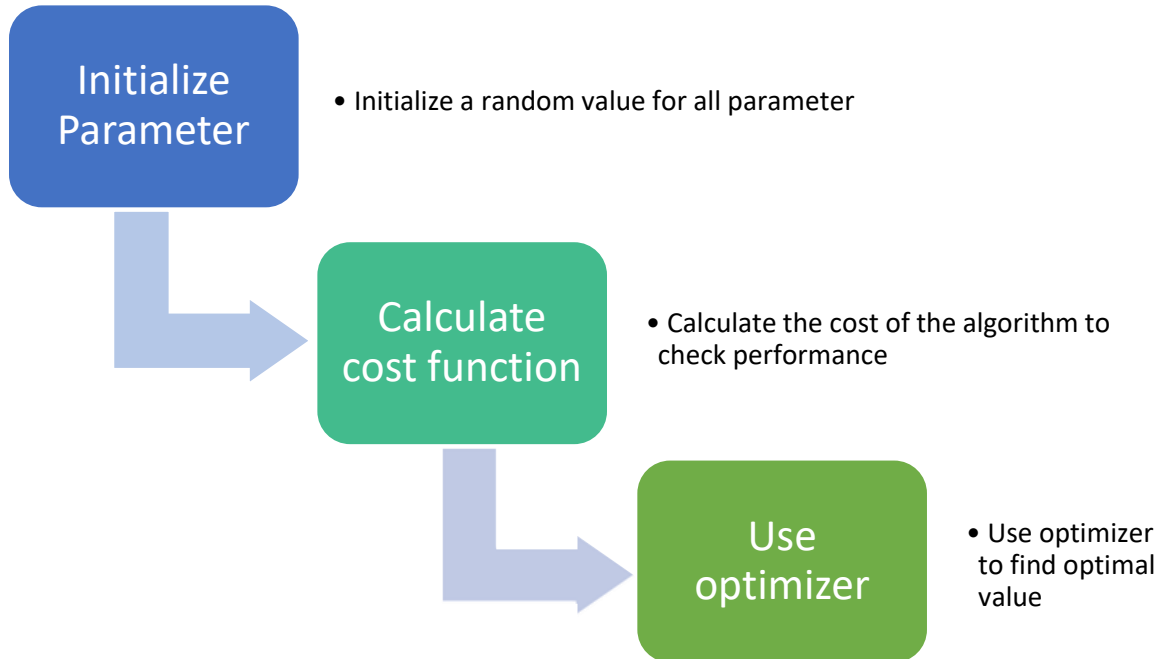 Initialize
Parameter
• Initialize a random value for all parameter
Calculate
cost function
• Calculate the cost of the algorithm to
check performance
Use
optimizer
• Use optimizer
to find optimal
value